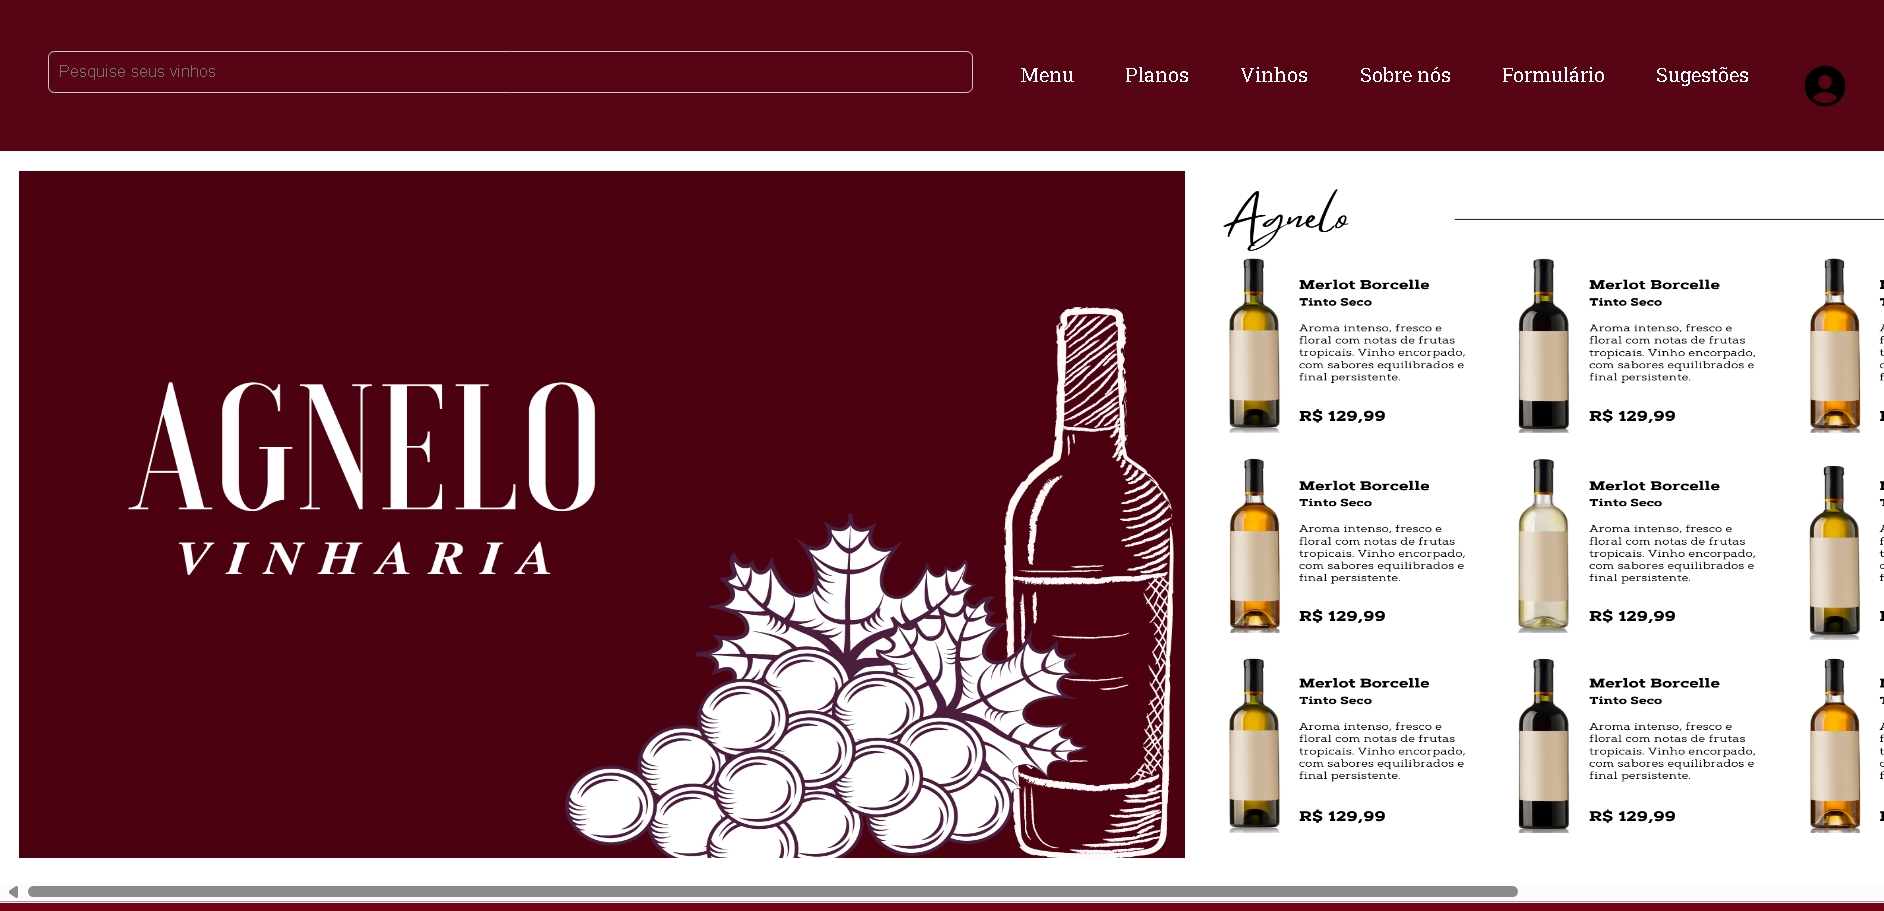 Pesquise seus vinhos
Menu
Planos
Vinhos
Sobre nós
Formulário
Sugestões
AGNELO
VINHARIA
Agnelo
Merlot Borcelle
Tinto Seco
Aroma intenso, fresco e
floral com notas de frutas
tropicais. Vinho encorpado,
com sabores equilibrados e
final persistente.
R$ 129,99
Merlot Borcelle
Tinto Seco
Aroma intenso, fresco e
floral com notas de frutas
tropicais. Vinho encorpado,
com sabores equilibrados e
final persistente.
R$ 129,99
Merlot Borcelle
Tinto Seco
Aroma intenso, fresco e
floral com notas de frutas
tropicais. Vinho encorpado,
com sabores equilibrados e
final persistente.
R$ 129,99
Merlot Borcelle
Tinto Seco
Aroma intenso, fresco e
floral com notas de frutas
tropicais. Vinho encorpado,
com sabores equilibrados e
final persistente.
R$ 129,99
Merlot Borcelle
Tinto Seco
Aroma intenso, fresco e
floral com notas de frutas
tropicais. Vinho encorpado,
com sabores equilibrados e
final persistente.
R$ 129,99
Merlot Borcelle
Tinto Seco
Aroma intenso, fresco e
floral com notas de frutas
tropicais. Vinho encorpado,
com sabores equilibrados e
final persistente.
R$ 129,99